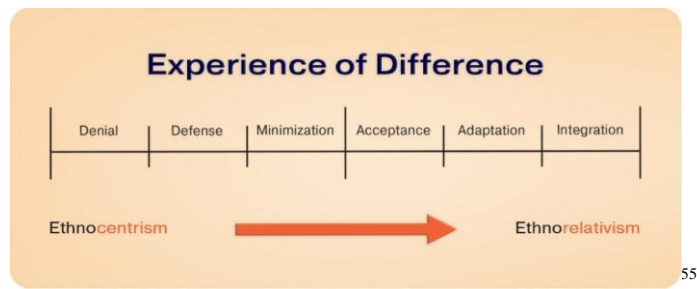 Experience of Difference
Denial Defense Minimization Acceptance Adaptation Integration
Ethnocentrism Ethnorelativism
55